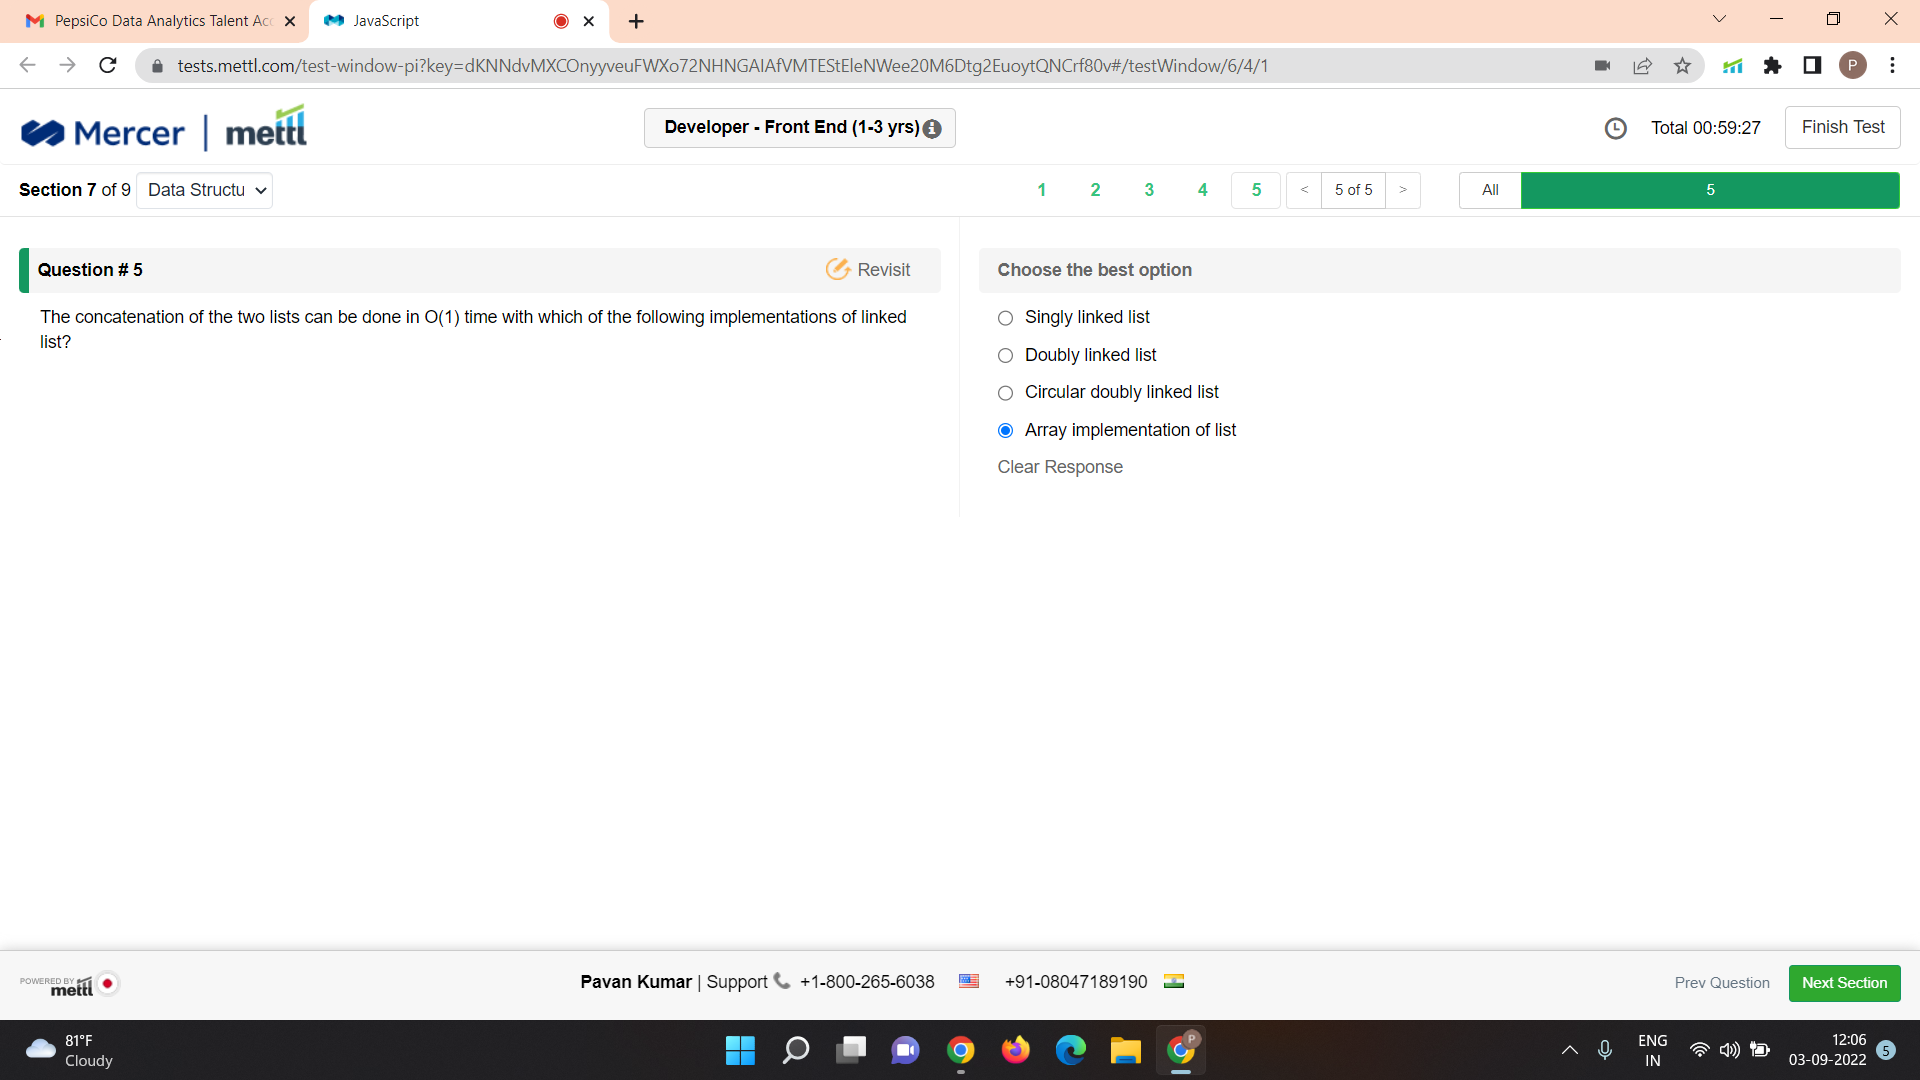 PepsiCo Data Analytics Talent Acc
JavaScript
tests.mettl.com/test-window-pi?key=dKNNdvMXCOnyyveuFWXo72NHNGAIAfVMTEStEleNWee20M6Dtg2EuoytQNCrf80v#/testWindow/6/4/1
P
Mercer | mettl
Developer - Front End (1-3 yrs)
Total 00:59:27
Finish Test
Section 7 of 9
Data Structu
1 2 3 4 5 < 5 of 5 >
All
5
Question # 5
Revisit
The concatenation of the two lists can be done in O(1) time with which of the following implementations of linked
list?
Choose the best option
Singly linked list
Doubly linked list
Circular doubly linked list
Array implementation of list
Clear Response
POWERED BY
mettl
Pavan Kumar | Support +1-800-265-6038 +91-08047189190
Prev Question
Next Section
81°F
Cloudy
P
ENG
IN
12:06
03-09-2022
5